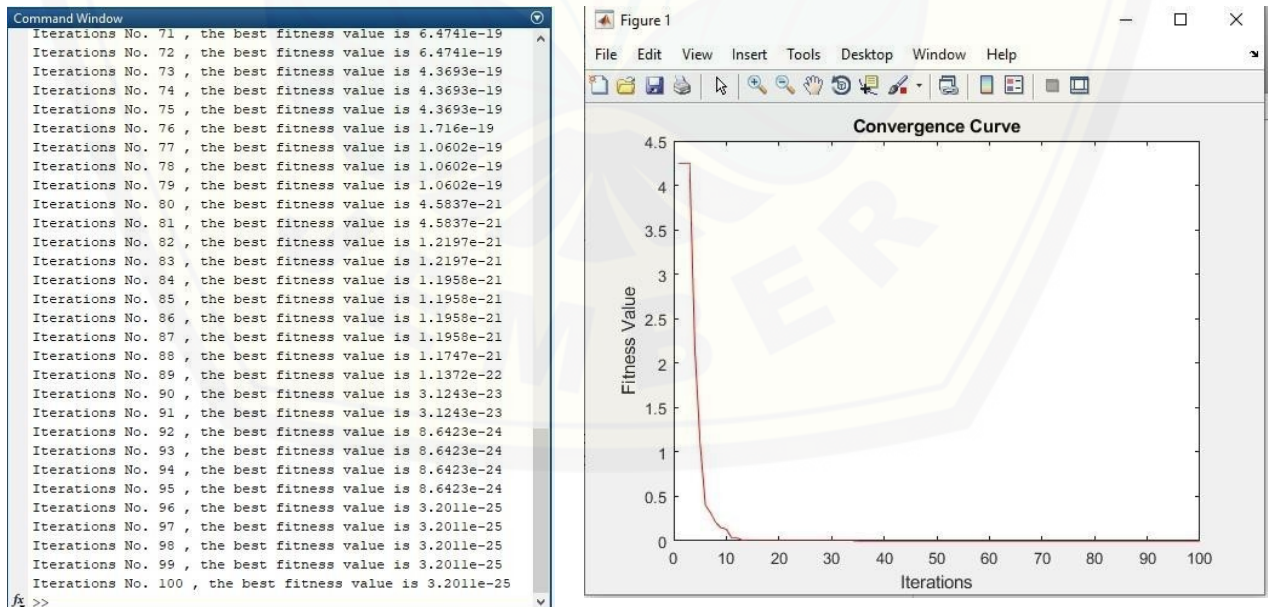 Command Window
Iterations No. 71 , the best fitness value is 6.4741e-19
Iterations No. 72 , the best fitness value is 6.4741e-19
Iterations No. 73 , the best fitness value is 4.3693e-19
Iterations No. 74 , the best fitness value is 4.3693e-19
Iterations No. 75 , the best fitness value is 4.3693e-19
Iterations No. 76 , the best fitness value is 1.716e-19
Iterations No. 77 , the best fitness value is 1.0602e-19
Iterations No. 78 , the best fitness value is 1.0602e-19
Iterations No. 79 , the best fitness value is 1.0602e-19
Iterations No. 80 , the best fitness value is 4.5837e-21
Iterations No. 81 , the best fitness value is 4.5837e-21
Iterations No. 82 , the best fitness value is 1.2197e-21
Iterations No. 83 , the best fitness value is 1.2197e-21
Iterations No. 84 , the best fitness value is 1.1958e-21
Iterations No. 85 , the best fitness value is 1.1958e-21
Iterations No. 86 , the best fitness value is 1.1958e-21
Iterations No. 87 , the best fitness value is 1.1958e-21
Iterations No. 88 , the best fitness value is 1.1747e-21
Iterations No. 89 , the best fitness value is 1.1372e-22
Iterations No. 90 , the best fitness value is 3.1243e-23
Iterations No. 91 , the best fitness value is 3.1243e-23
Iterations No. 92 , the best fitness value is 8.6423e-24
Iterations No. 93 , the best fitness value is 8.6423e-24
Iterations No. 94 , the best fitness value is 8.6423e-24
Iterations No. 95 , the best fitness value is 8.6423e-24
Iterations No. 96 , the best fitness value is 3.2011e-25
Iterations No. 97 , the best fitness value is 3.2011e-25
Iterations No. 98 , the best fitness value is 3.2011e-25
Iterations No. 99 , the best fitness value is 3.2011e-25
Iterations No. 100 , the best fitness value is 3.2011e-25
fx >>
Figure 1
File Edit View Insert Tools Desktop Window Help
Convergence Curve
4.5
4
3.5
3
2.5
2
1.5
1
0.5
0
Fitness Value
0 10 20 30 40 50 60 70 80 90 100
Iterations
MBER